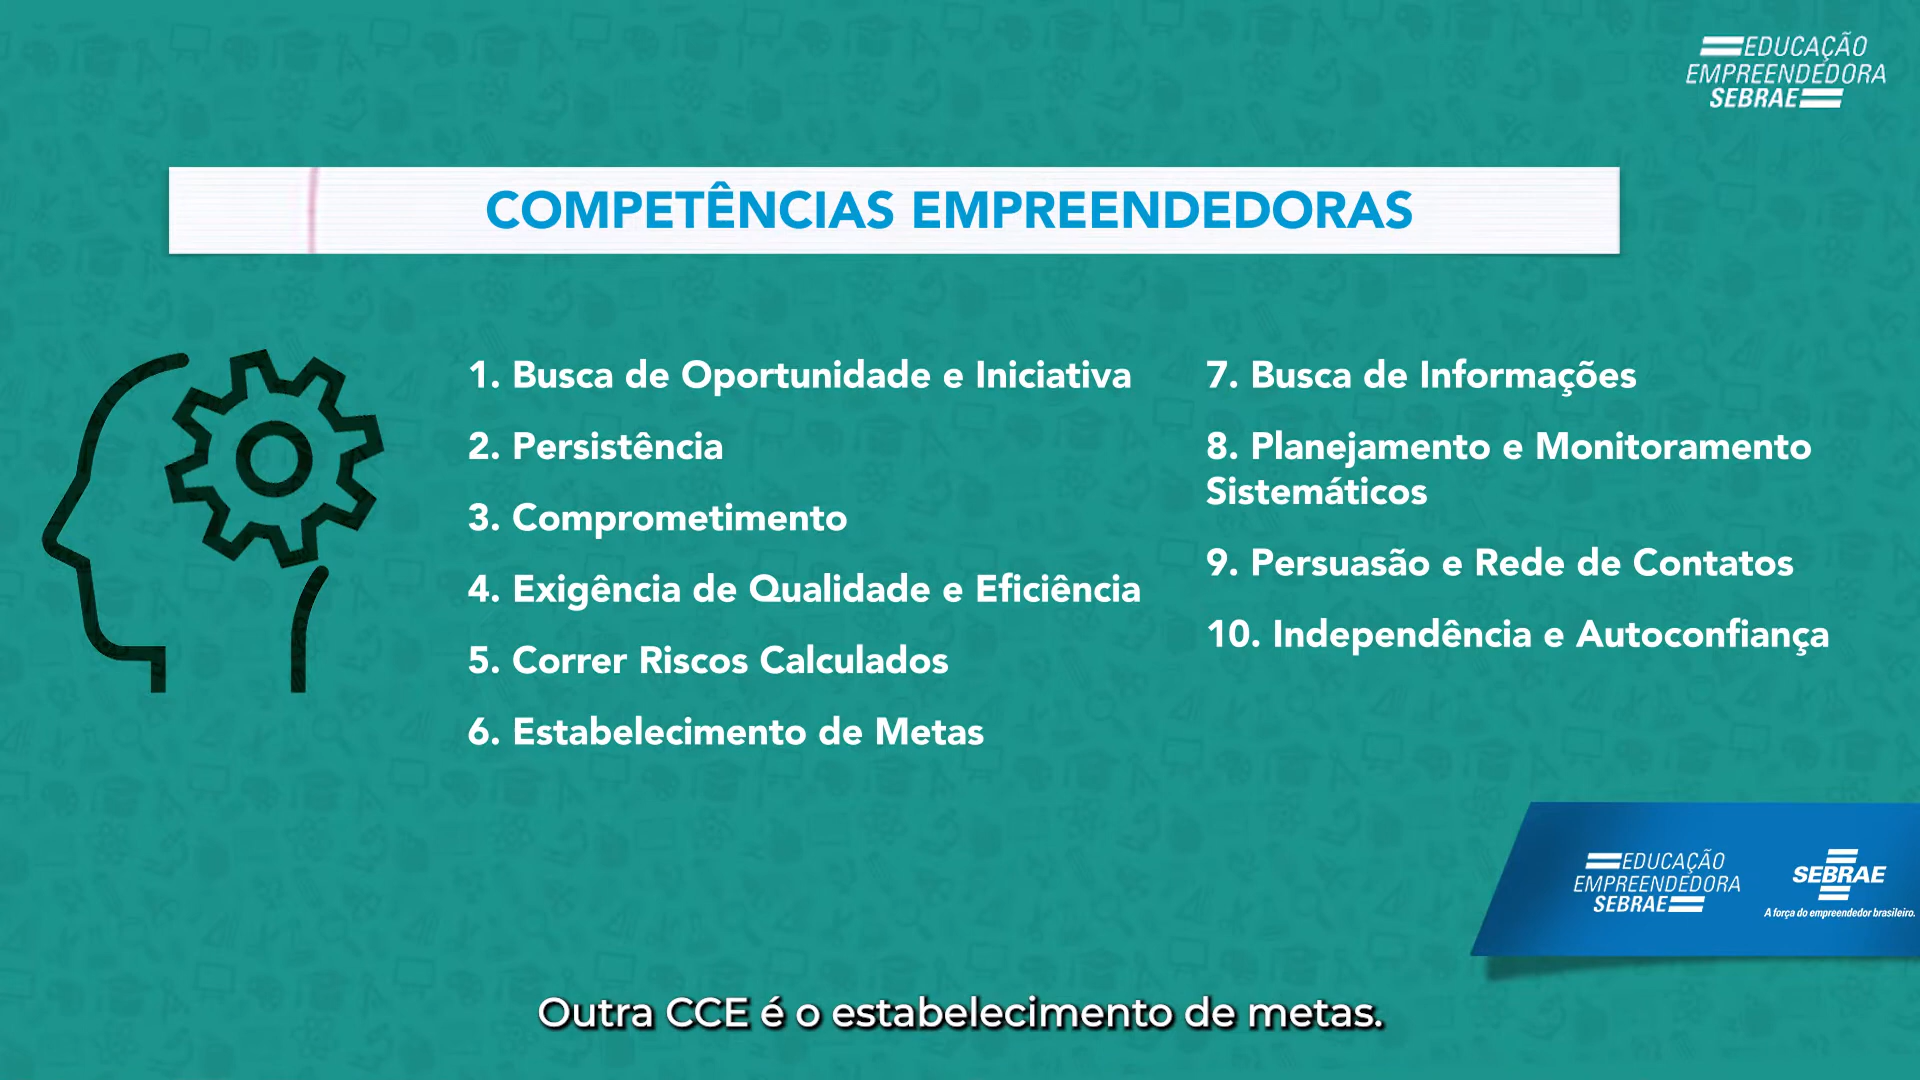 EDUCAÇÃO
EMPREENDEDORA
SEBRAE
COMPETÊNCIAS EMPREENDEDORAS
1. Busca de Oportunidade e Iniciativa
2. Persistência
3. Comprometimento
4. Exigência de Qualidade e Eficiência
5. Correr Riscos Calculados
6. Estabelecimento de Metas
7. Busca de Informações
8. Planejamento e Monitoramento
Sistemáticos
9. Persuasão e Rede de Contatos
10. Independência e Autoconfiança
EDUCAÇÃO
EMPREENDEDORA
SEBRAE
SEBRAE
A força do empreendedor brasileiro.
Outra CCE é o estabelecimento de metas.